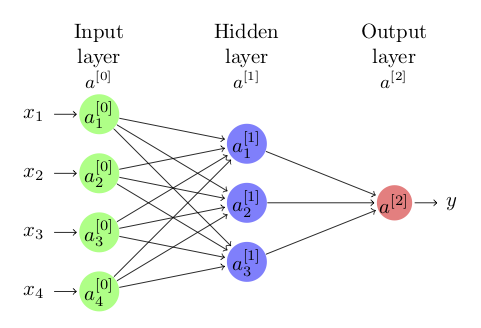 Input layer a^{[0]}
Hidden layer a^{[1]}
Output layer a^{[2]}
x_1
a_1^{[0]}
x_2
a_2^{[0]}
x_3
a_3^{[0]}
x_4
a_4^{[0]}
a_1^{[1]}
a_2^{[1]}
a_3^{[1]}
a^{[2]}
y